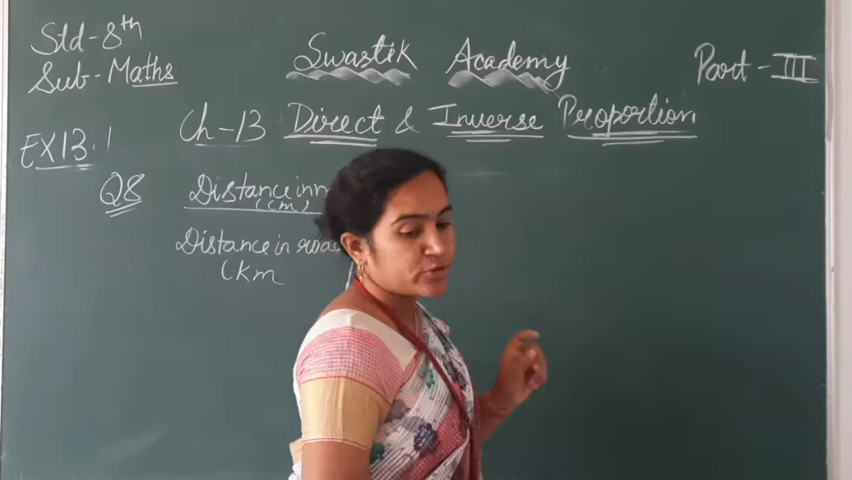 Std-8th
Sub-Maths
Swastik Academy
Part-III
Ch-13 Direct & Inverse Proportion
EX13.1
Q8 Distance in
(cm)
Distance in
(km